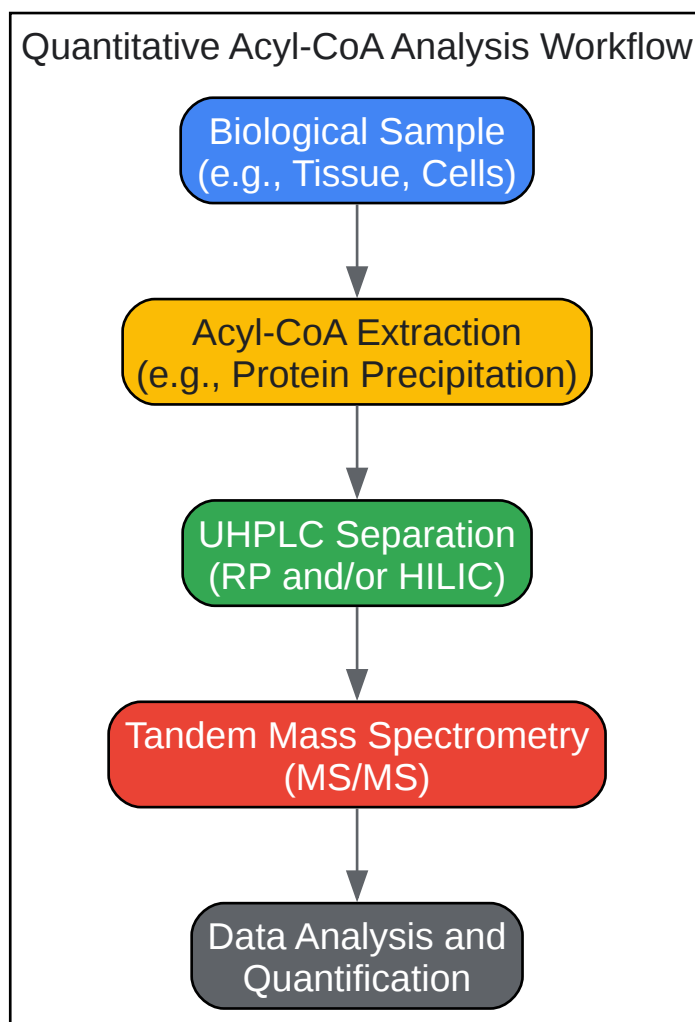 Quantitative Acyl-CoA Analysis Workflow
Biological Sample
(e.g., Tissue, Cells)
Acyl-CoA Extraction
(e.g., Protein Precipitation)
UHPLC Separation
(RP and/or HILIC)
Tandem Mass Spectrometry
(MS/MS)
Data Analysis and
Quantification